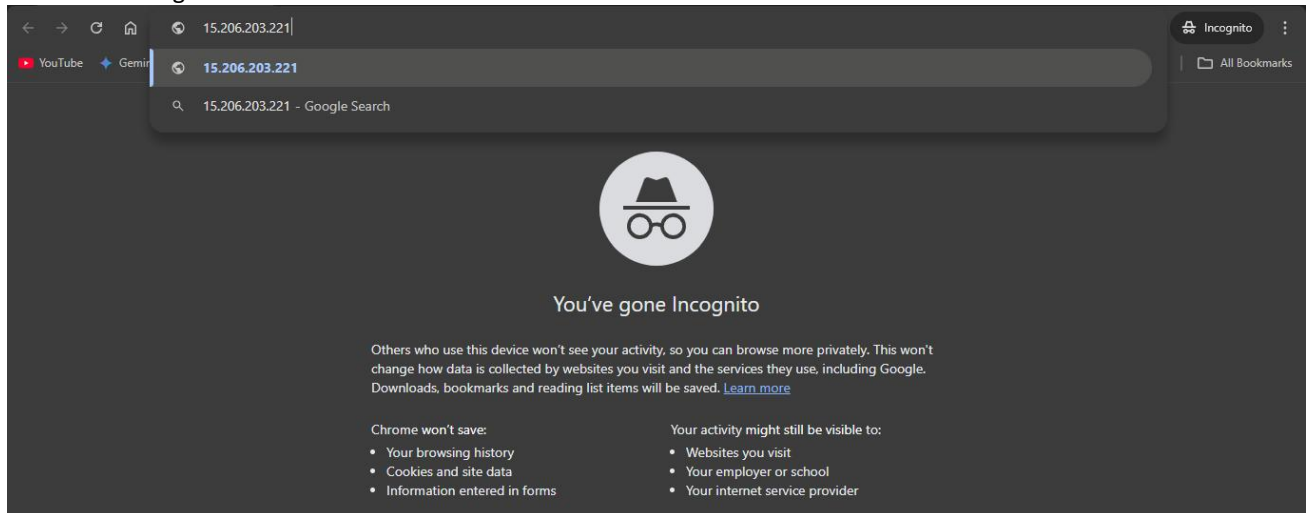 15.206.203.221
Incognito
YouTube
15.206.203.221
All Bookmarks
15.206.203.221 - Google Search
You've gone Incognito
Others who use this device won't see your activity, so you can browse more privately. This won't
change how data is collected by websites you visit and the services they use, including Google.
Downloads, bookmarks and reading list items will be saved. Learn more
Chrome won't save:
Your browsing history
Cookies and site data
Information entered in forms
Your activity might still be visible to:
Websites you visit
Your employer or school
Your internet service provider